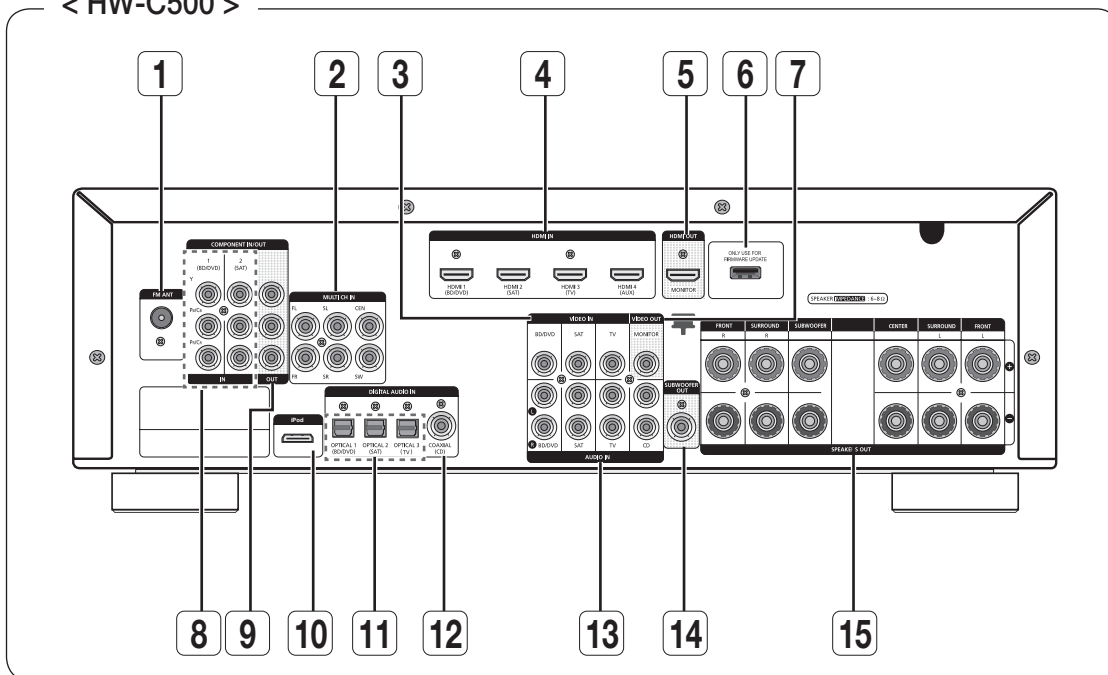 < HW-C500 >
1 2 3 4 5 6 7
HDMI IN
HDMI OUT
HDMI 1
(BD/DVD)
HDMI 2
(SAT)
HDMI 3
(TV)
HDMI 4
(AUX)
MONITOR
ONLY USE FOR
FIRMWARE UPDATE
COMPONENT IN/OUT
1
(BD/DVD)
2
(SAT)
Y
PB/CB
PR/CR
IN
OUT
FM ANT
MULTI CH IN
FL SL CEN
FR SR SW
SPEAKER IMPEDANCE : 6~8Ω
VIDEO IN
VIDEO OUT
BD/DVD SAT TV MONITOR
L
R BD/DVD SAT TV CD
AUDIO IN
SUBWOOFER
OUT
FRONT
R
SURROUND
R
SUBWOOFER
CENTER
SURROUND
L
FRONT
L
+
−
SPEAKERS OUT
iPod
DIGITAL AUDIO IN
OPTICAL 1
(BD/DVD)
OPTICAL 2
(SAT)
OPTICAL 3
(TV)
COAXIAL
(CD)
8 9 10 11 12 13 14 15